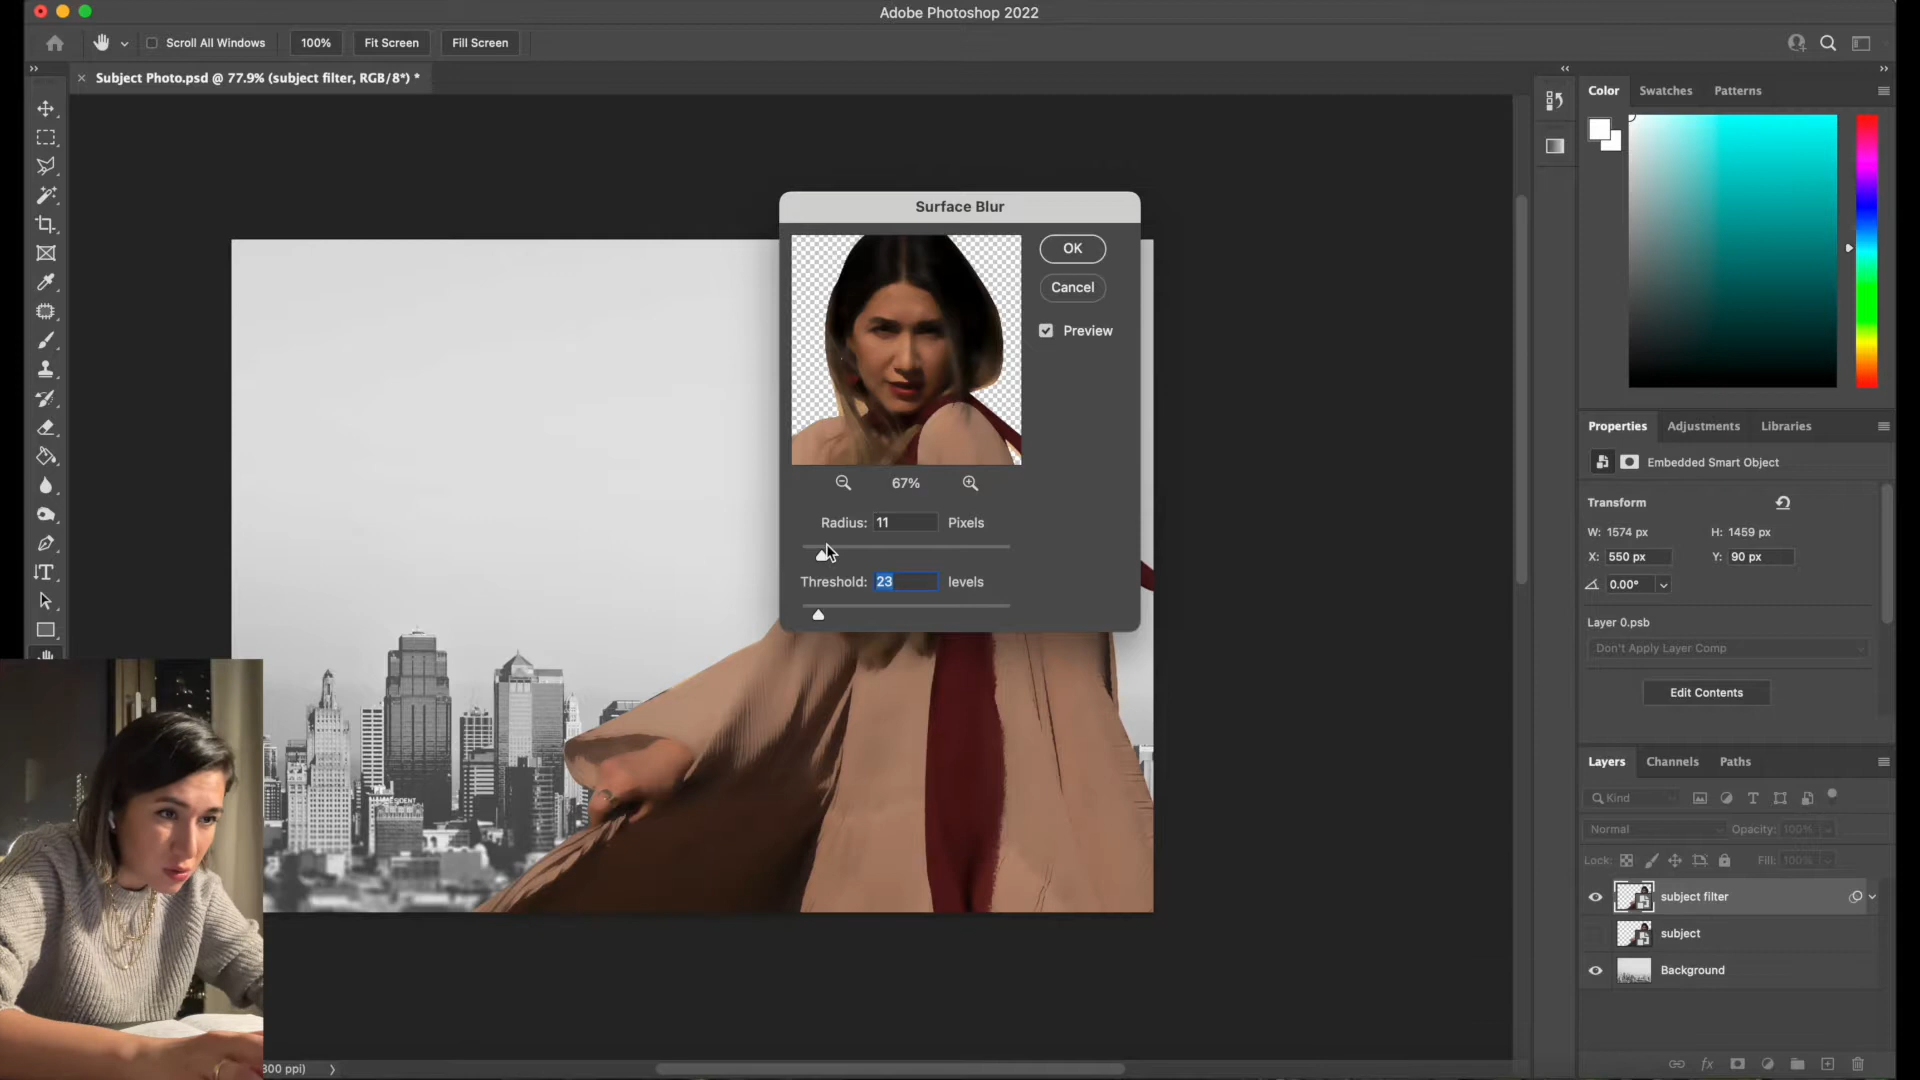 Adobe Photoshop 2022
Scroll All Windows 100% Fit Screen Fill Screen
Subject Photo.psd @ 77.9% (subject filter, RGB/8*) *
Color Swatches Patterns
Surface Blur
OK
Cancel
Preview
67%
Radius: 11 Pixels
Threshold: 23 levels
Properties Adjustments Libraries
Embedded Smart Object
Transform
W: 1574 px H: 1459 px
X: 550 px Y: 90 px
0.00°
Layer 0.psb
Don't Apply Layer Comp
Edit Contents
Layers Channels Paths
Kind
Normal Opacity: 100%
Lock: Fill: 100%
subject filter
subject
Background
PRESIDENT
300 ppi)